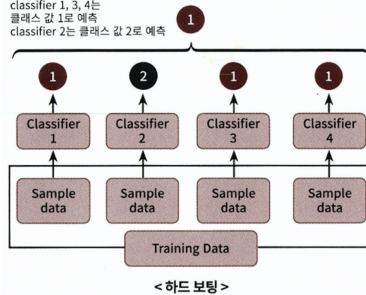 classifier 1, 3, 4는
클래스 값 1로 예측
classifier 2는 클래스 값 2로 예측
1
1
2
1
1
Classifier
1
Classifier
2
Classifier
3
Classifier
4
Sample
data
Sample
data
Sample
data
Sample
data
Training Data
< 하드 보팅 >